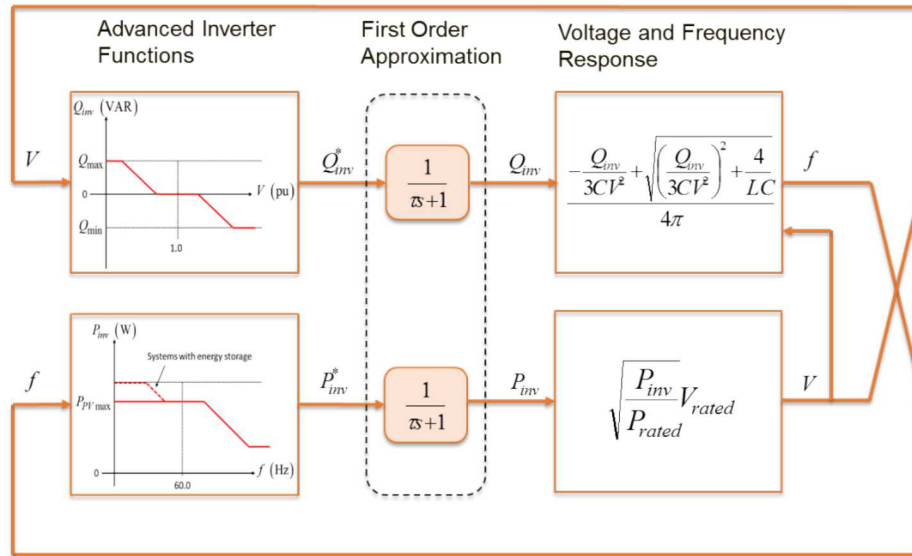 Advanced Inverter
Functions
First Order
Approximation
Voltage and Frequency
Response
Q_inv (VAR)
Q_max
0
Q_min
1.0
V (pu)
V
Q*_inv
1/(τs+1)
Q_inv
(-Q_inv/(3CV²) + √((Q_inv/(3CV²))² + 4/(LC)))/(4π)
f
P_inv (W)
Systems with energy storage
P_PV max
0
60.0
f (Hz)
f
P*_inv
1/(τs+1)
P_inv
√(P_inv/P_rated) V_rated
V